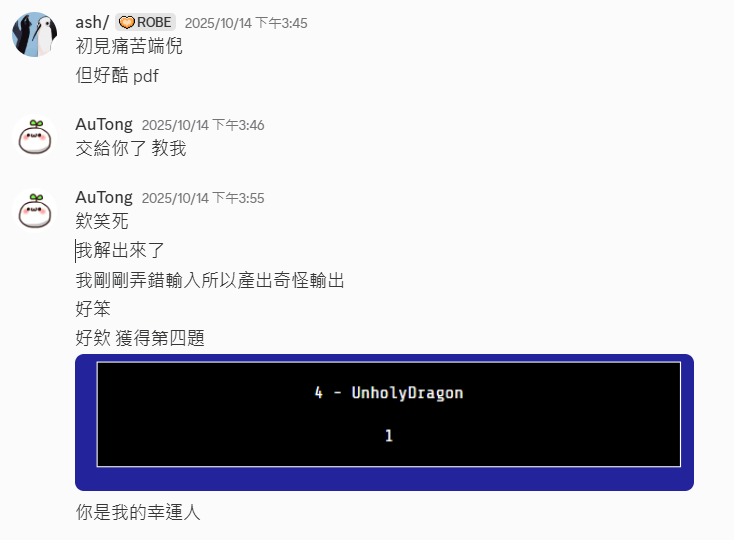 ash/ ROBE 2025/10/14 下午3:45
初見痛苦端倪
但好酷 pdf
AuTong 2025/10/14 下午3:46
交給你了 教我
AuTong 2025/10/14 下午3:55
欸笑死
我解出來了
我剛剛弄錯輸入所以產出奇怪輸出
好笨
好欸 獲得第四題
4 - UnholyDragon
1
你是我的幸運人